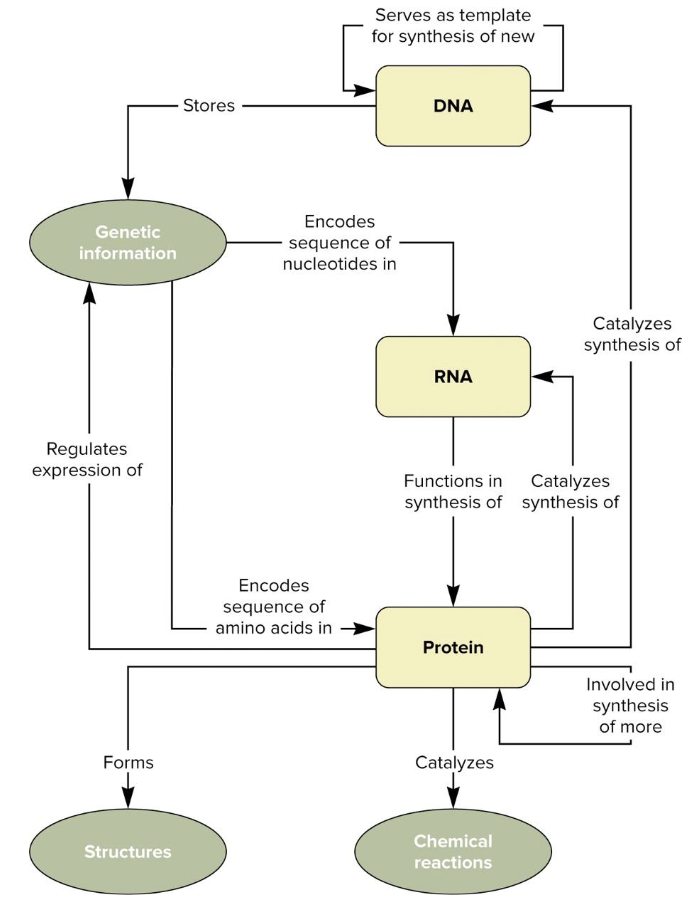 Serves as template
for synthesis of new
DNA
Stores
Genetic
information
Encodes
sequence of
nucleotides in
Catalyzes
synthesis of
RNA
Regulates
expression of
Functions in
synthesis of
Catalyzes
synthesis of
Encodes
sequence of
amino acids in
Protein
Involved in
synthesis
of more
Forms
Catalyzes
Structures
Chemical
reactions